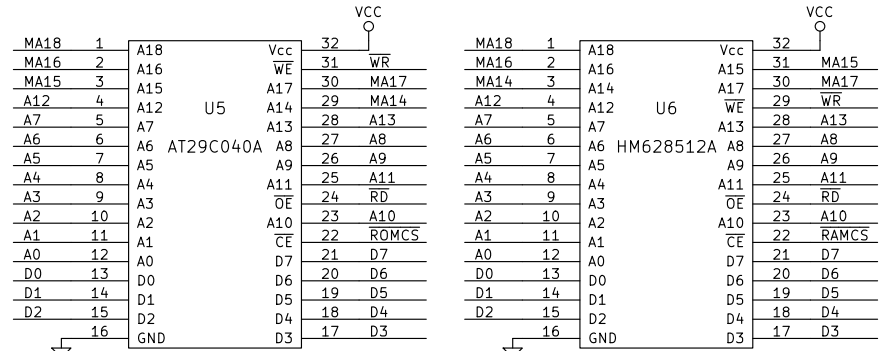 VCC VCC
MA18 1 A18 Vcc 32 MA18 1 A18 Vcc 32
MA16 2 A16 WE 31 WR MA16 2 A16 A15 31 MA15
MA15 3 A15 A17 30 MA17 MA14 3 A14 A17 30 MA17
A12 4 A12 U5 A14 29 MA14 A12 4 A12 U6 WE 29 WR
A7 5 A7 A13 28 A13 A7 5 A7 A13 28 A13
A6 6 A6 AT29C040A A8 27 A8 A6 6 A6 HM628512A A8 27 A8
A5 7 A5 A9 26 A9 A5 7 A5 A9 26 A9
A4 8 A4 A11 25 A11 A4 8 A4 A11 25 A11
A3 9 A3 OE 24 RD A3 9 A3 OE 24 RD
A2 10 A2 A10 23 A10 A2 10 A2 A10 23 A10
A1 11 A1 CE 22 ROMCS A1 11 A1 CE 22 RAMCS
A0 12 A0 D7 21 D7 A0 12 A0 D7 21 D7
D0 13 D0 D6 20 D6 D0 13 D0 D6 20 D6
D1 14 D1 D5 19 D5 D1 14 D1 D5 19 D5
D2 15 D2 D4 18 D4 D2 15 D2 D4 18 D4
16 GND D3 17 D3 16 GND D3 17 D3